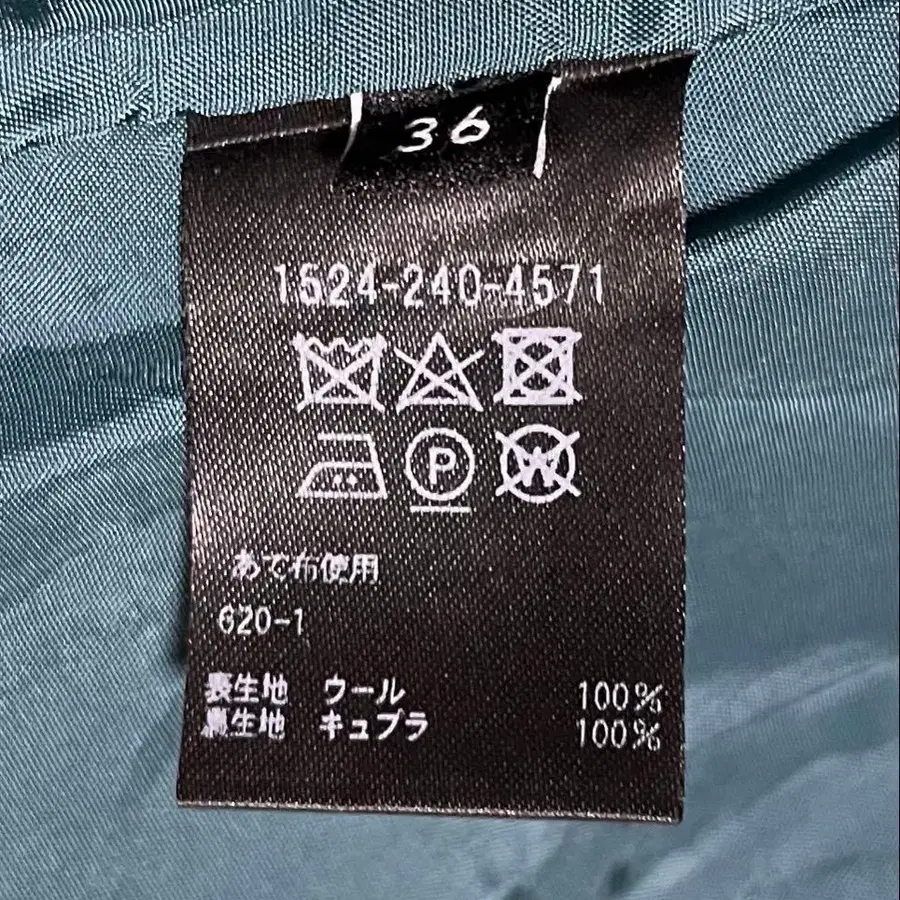 36
1524-240-4571
P
W
あて布使用
620-1
表生地 ウール 100%
裏生地 キュプラ 100%